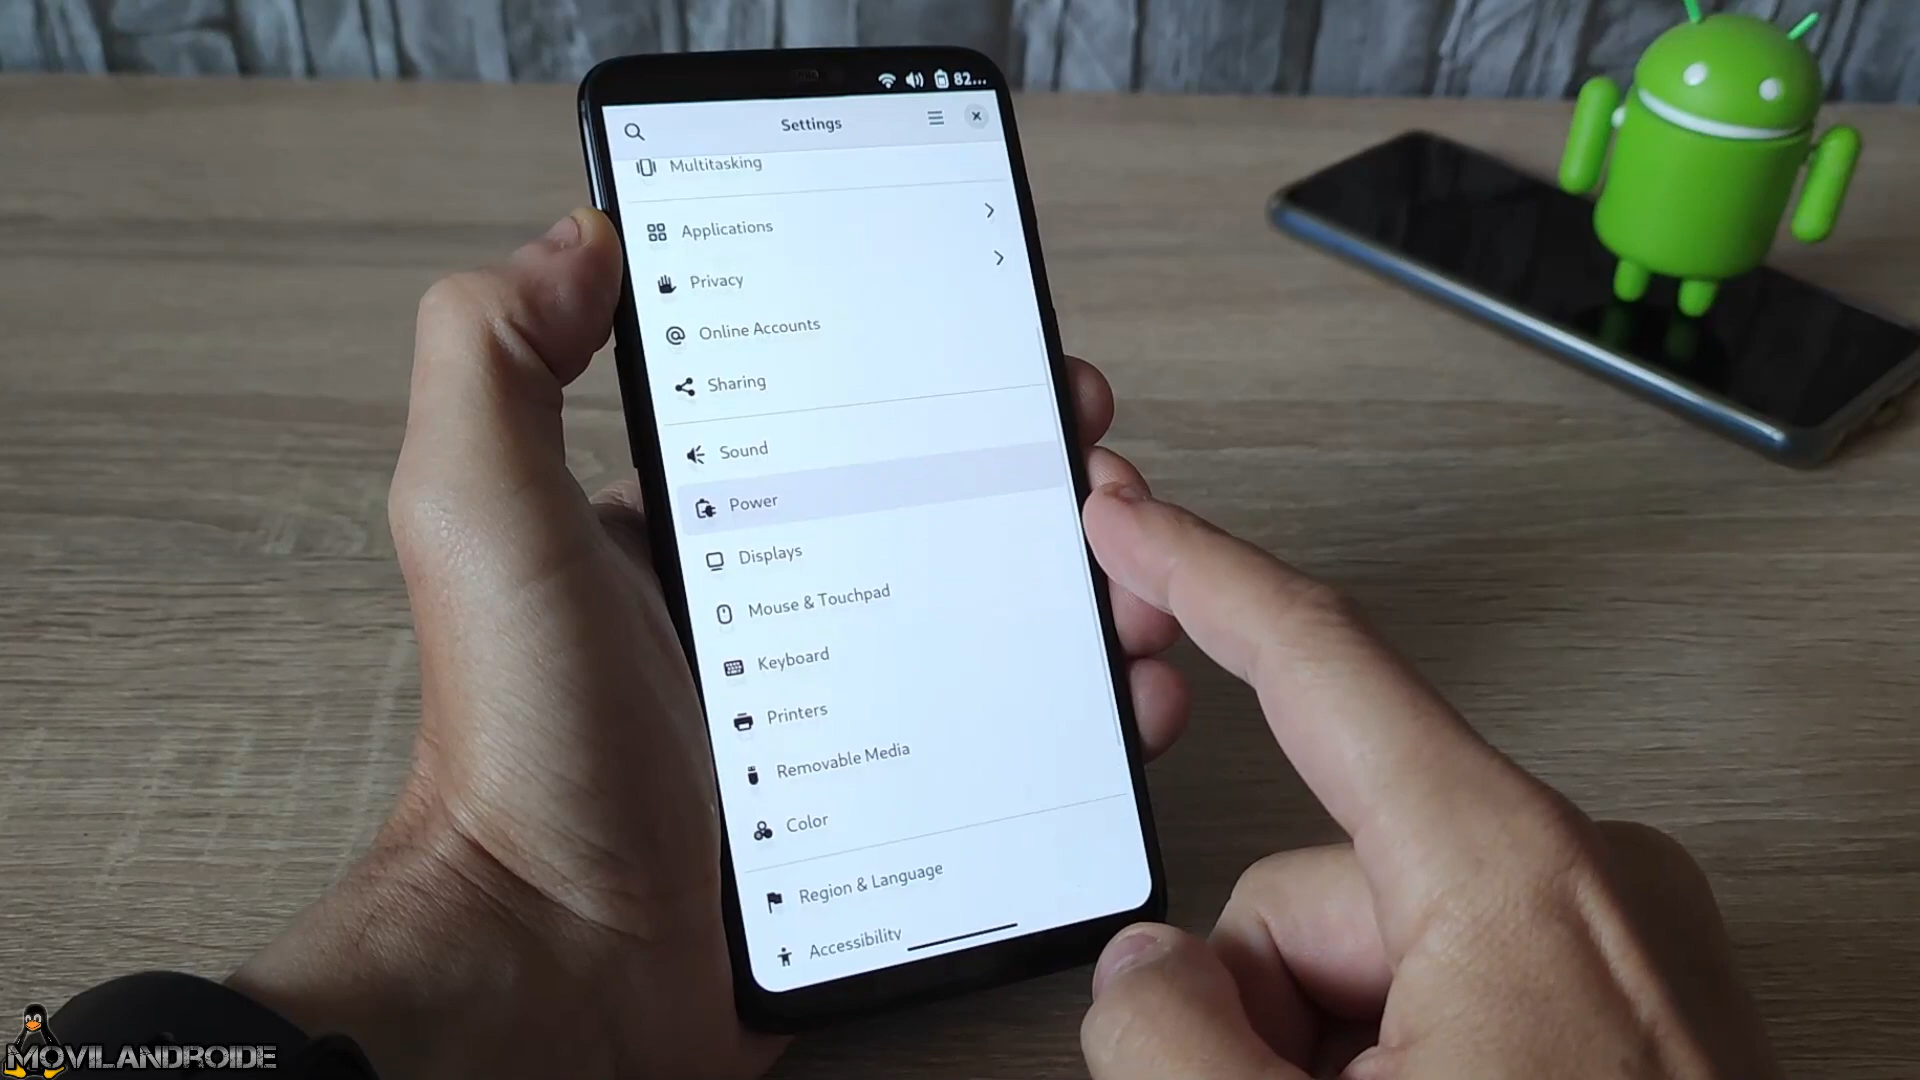 82...
Settings
Multitasking
Applications
Privacy
Online Accounts
Sharing
Sound
Power
Displays
Mouse & Touchpad
Keyboard
Printers
Removable Media
Color
Region & Language
Accessibility
MOVILANDROIDE